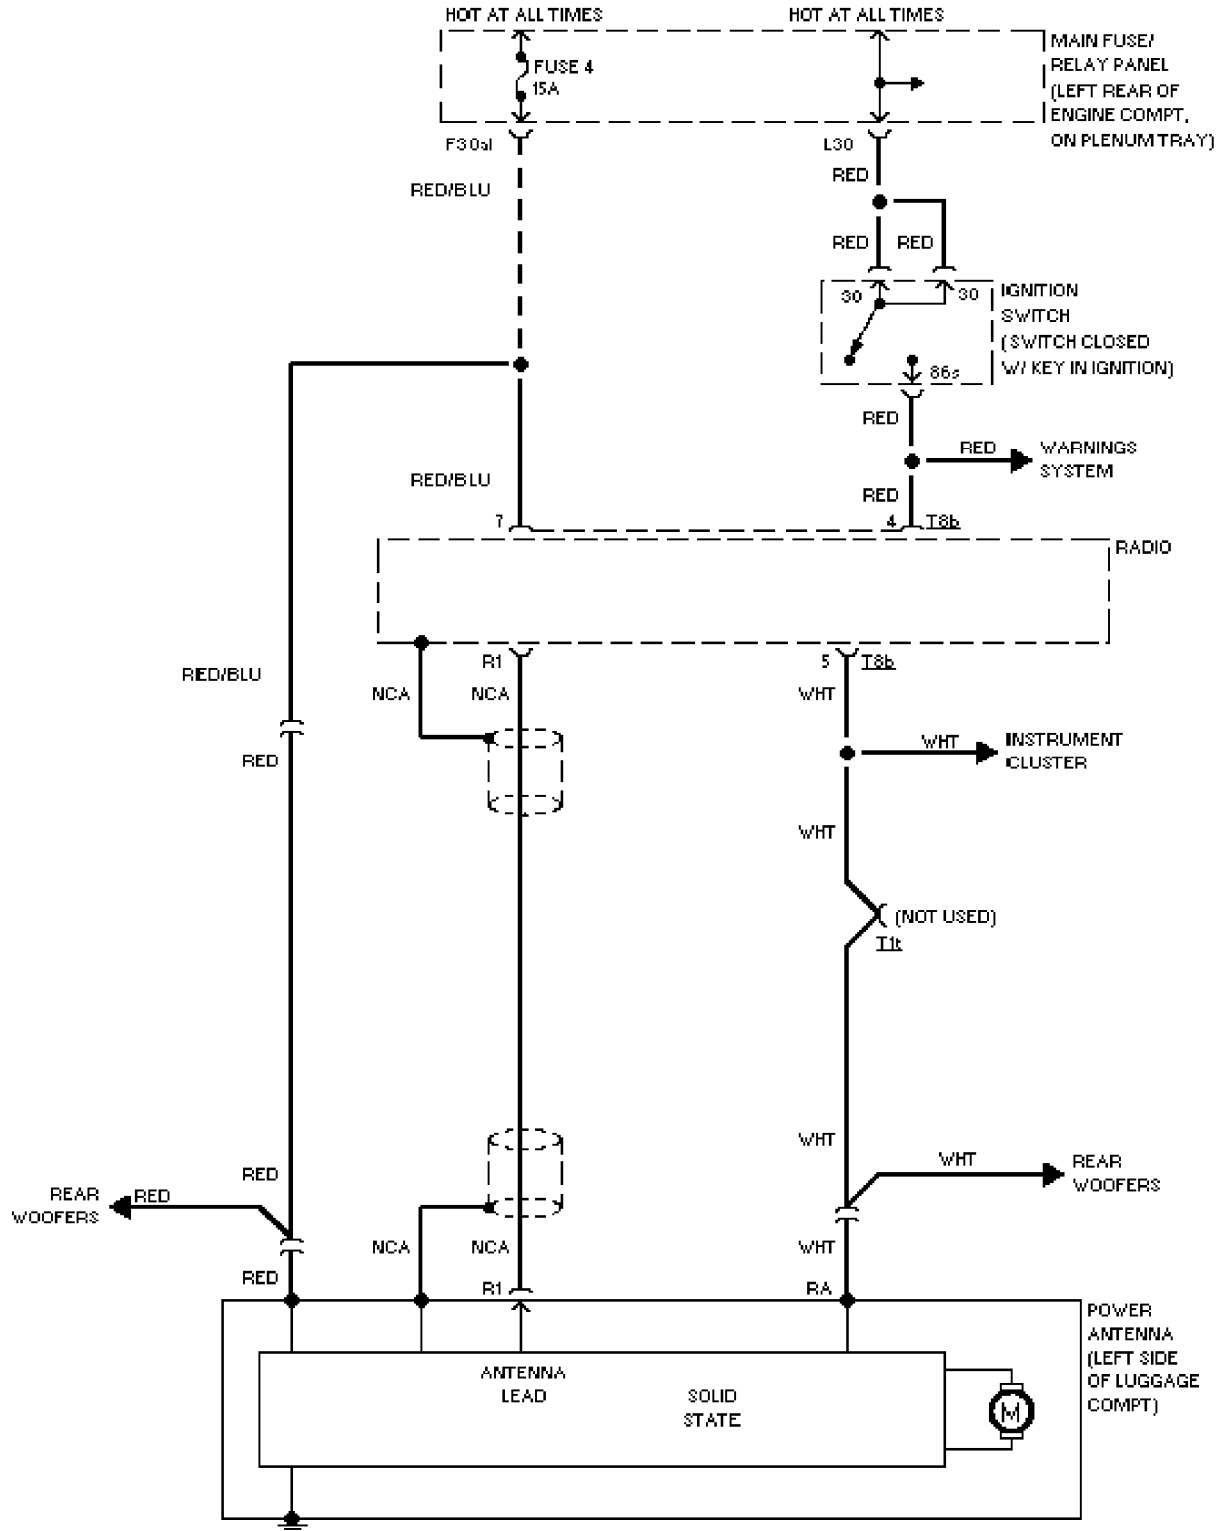 HOT AT ALL TIMES
HOT AT ALL TIMES
MAIN FUSE/
RELAY PANEL
(LEFT REAR OF
ENGINE COMPT,
ON PLENUM TRAY)
FUSE 4
15A
F30al
L30
RED
RED/BLU
RED
RED
30
30
IGNITION
SWITCH
(SWITCH CLOSED
W/ KEY IN IGNITION)
86s
RED
RED
WARNINGS
SYSTEM
RED/BLU
RED
7
4
T8b
RADIO
R1
5
T8b
RED/BLU
NCA
NCA
WHT
WHT
INSTRUMENT
CLUSTER
RED
WHT
(NOT USED)
T1t
WHT
WHT
REAR
WOOFERS
RED
REAR
WOOFERS
RED
NCA
NCA
WHT
RED
R1
RA
POWER
ANTENNA
(LEFT SIDE
OF LUGGAGE
COMPT)
ANTENNA
LEAD
SOLID
STATE
M